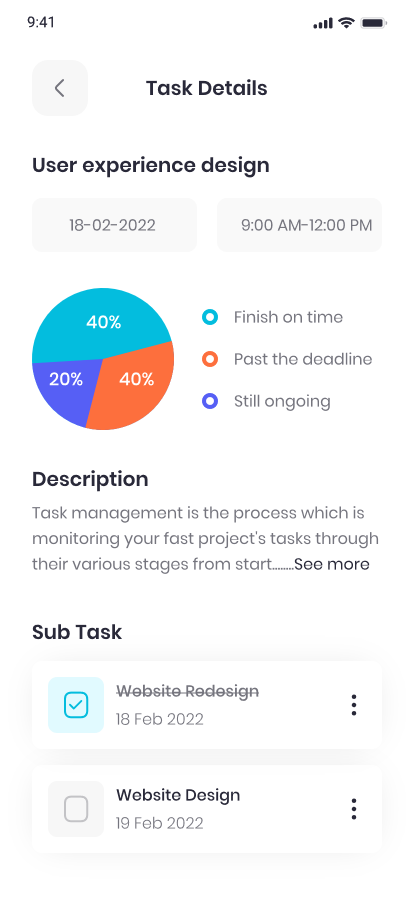 9:41
Task Details
User experience design
18-02-2022
9:00 AM-12:00 PM
40%
20%
40%
Finish on time
Past the deadline
Still ongoing
Description
Task management is the process which is
monitoring your fast project's tasks through
their various stages from start........See more
Sub Task
Website Redesign
18 Feb 2022
Website Design
19 Feb 2022